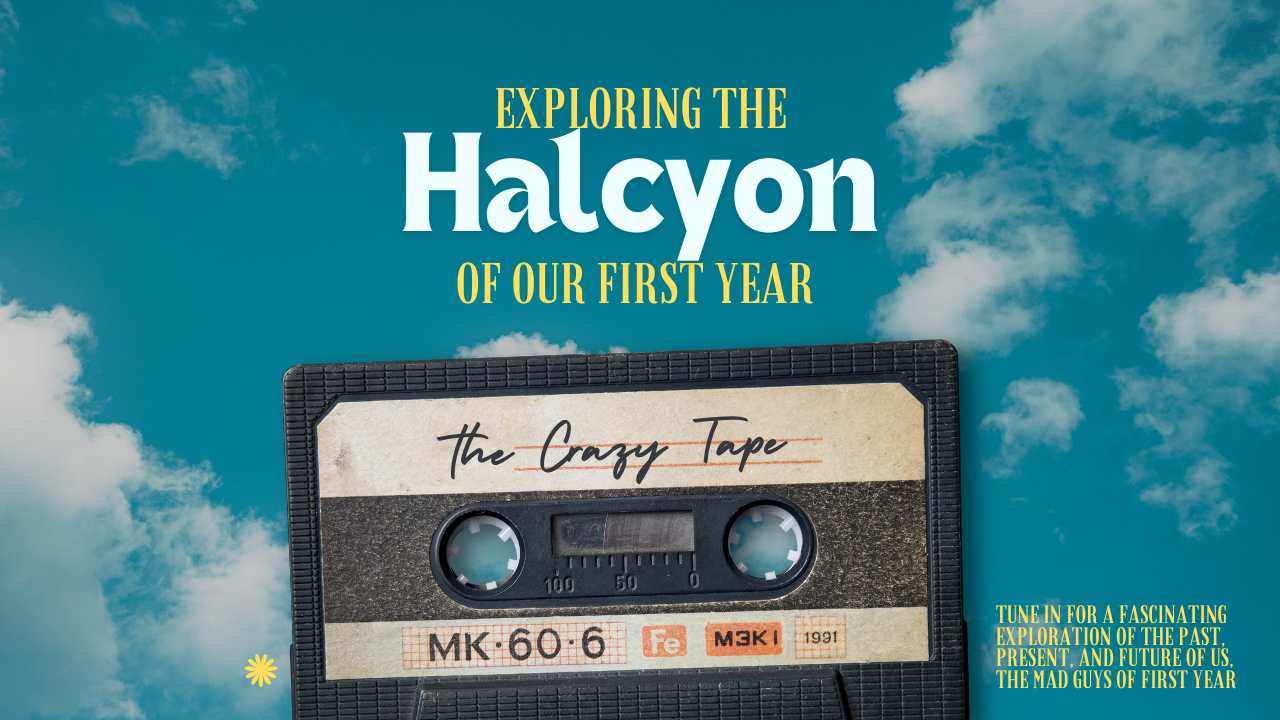 EXPLORING THE
Halcyon
OF OUR FIRST YEAR
the Crazy Tape
100 50 0
MK·60·6 Fe МЭКІ 1991
TUNE IN FOR A FASCINATING
EXPLORATION OF THE PAST,
PRESENT, AND FUTURE OF US,
THE MAD GUYS OF FIRST YEAR